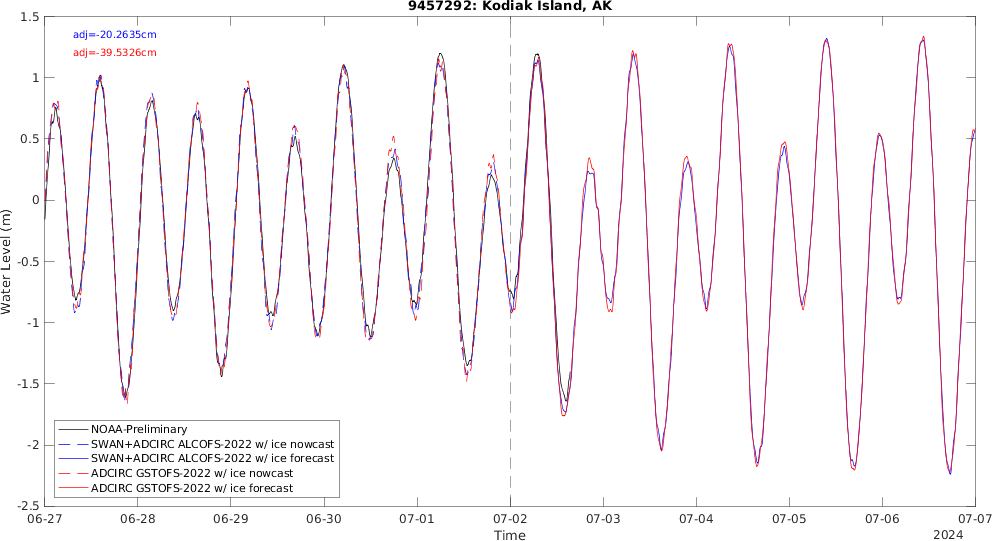 9457292: Kodiak Island, AK
adj=-20.2635cm
adj=-39.5326cm
1.5
1
0.5
0
-0.5
-1
-1.5
-2
-2.5
Water Level (m)
NOAA-Preliminary
SWAN+ADCIRC ALCOFS-2022 w/ ice nowcast
SWAN+ADCIRC ALCOFS-2022 w/ ice forecast
ADCIRC GSTOFS-2022 w/ ice nowcast
ADCIRC GSTOFS-2022 w/ ice forecast
06-27 06-28 06-29 06-30 07-01 07-02 07-03 07-04 07-05 07-06 07-07
Time
2024